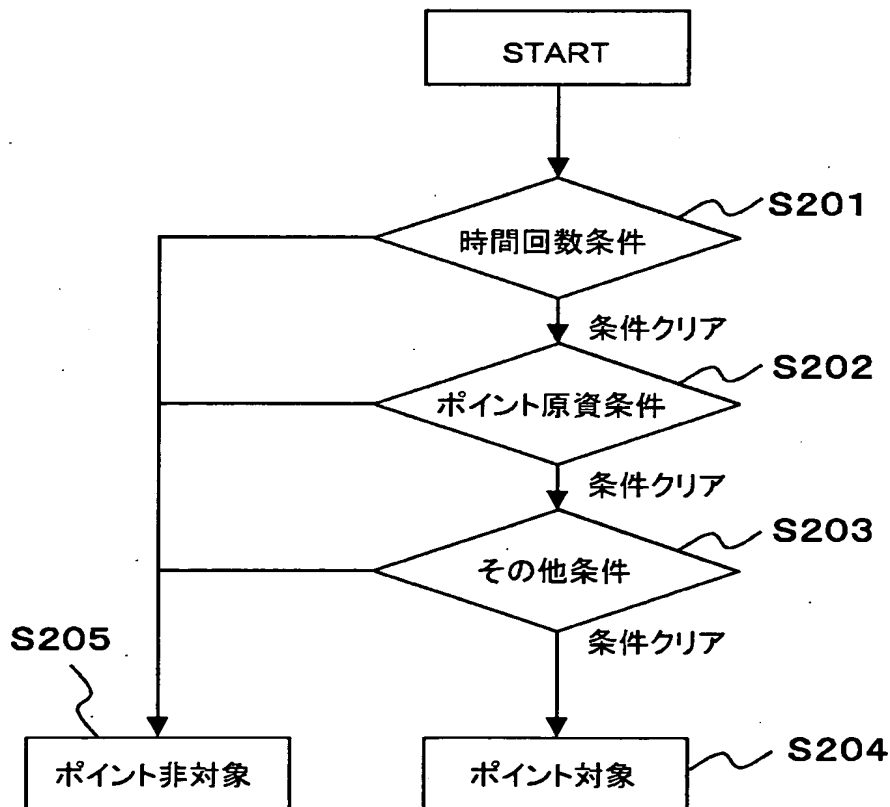 START
S201
時間回数条件
条件クリア
S202
ポイント原資条件
条件クリア
S203
その他条件
条件クリア
S205
ポイント非対象
ポイント対象
S204